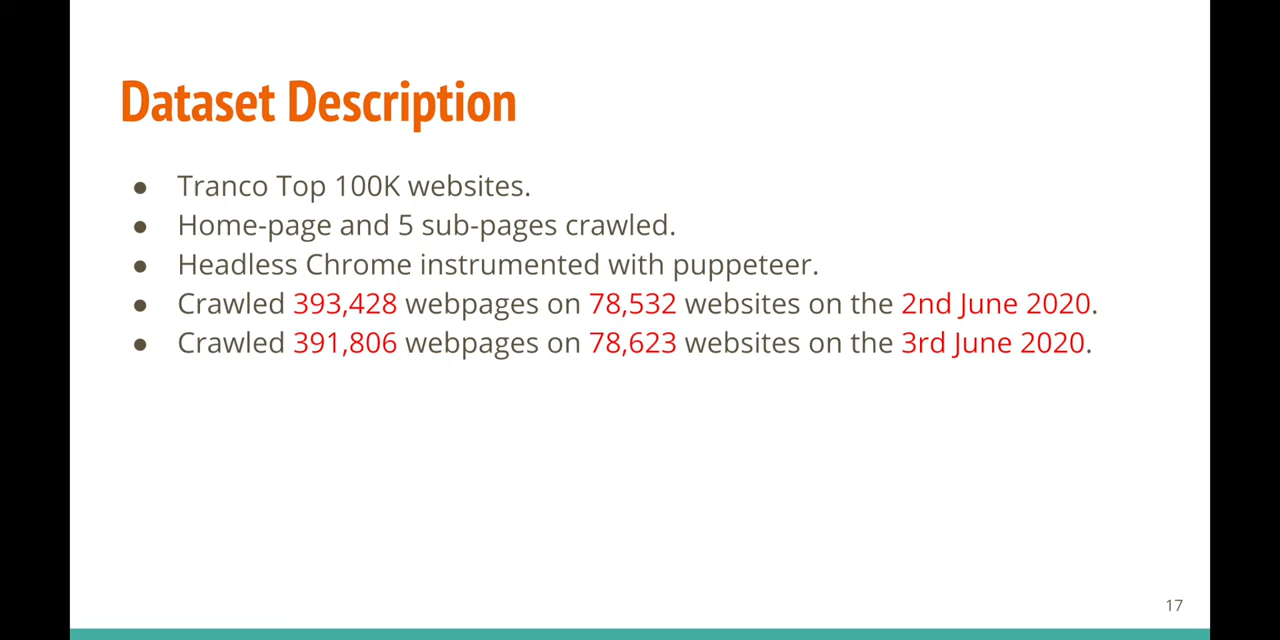 Dataset Description
● Tranco Top 100K websites.
● Home-page and 5 sub-pages crawled.
● Headless Chrome instrumented with puppeteer.
● Crawled 393,428 webpages on 78,532 websites on the 2nd June 2020.
● Crawled 391,806 webpages on 78,623 websites on the 3rd June 2020.
17